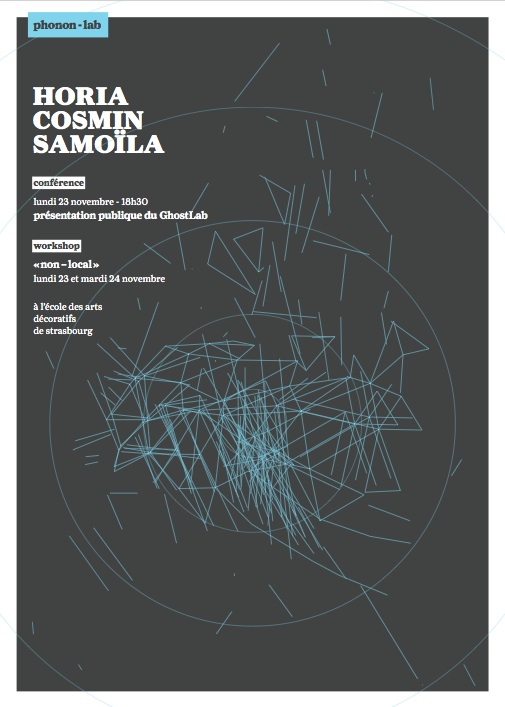 phonon-lab
HORIA
COSMIN
SAMOÏLA
conférence
lundi 23 novembre - 18h30
présentation publique du GhostLab
workshop
«non-local»
lundi 23 et mardi 24 novembre
à l'école des arts
décoratifs
de strasbourg